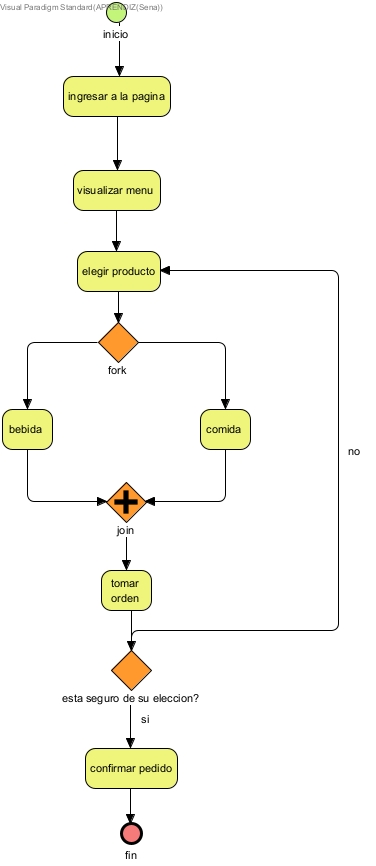 Visual Paradigm Standard(APRENDIZ(Sena))
inicio
ingresar a la pagina
visualizar menu
elegir producto
fork
bebida
comida
no
join
tomar
orden
esta seguro de su eleccion?
si
confirmar pedido
fin